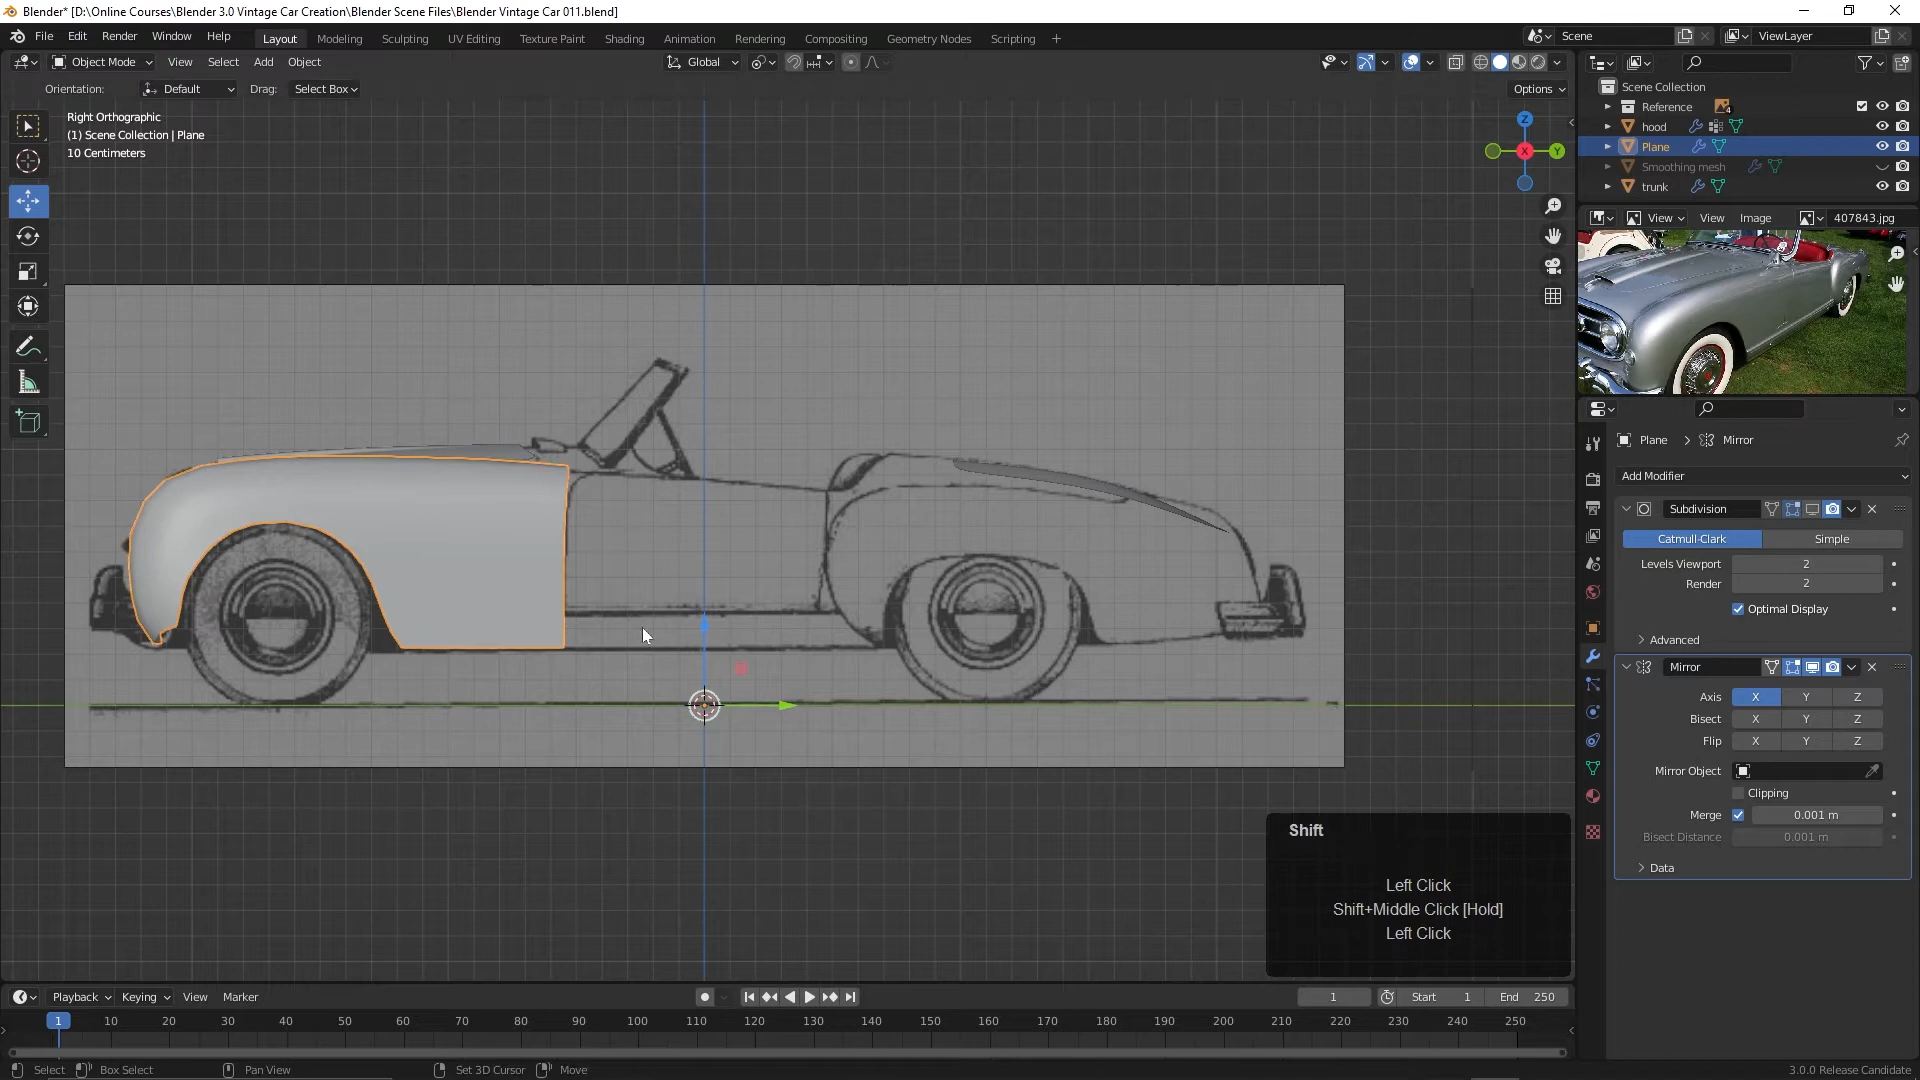 Blender* [D:\Online Courses\Blender 3.0 Vintage Car Creation\Blender Scene Files\Blender Vintage Car 011.blend]
File Edit Render Window Help Layout Modeling Sculpting UV Editing Texture Paint Shading Animation Rendering Compositing Geometry Nodes Scripting + Scene ViewLayer
Object Mode View Select Add Object Global
Orientation: Default Drag: Select Box Options
Right Orthographic
(1) Scene Collection | Plane
10 Centimeters
Z
X
Y
Scene Collection
Reference 4
hood
Plane
Smoothing mesh
trunk
View View Image 407843.jpg
Plane Mirror
Add Modifier
Subdivision
Catmull-Clark Simple
Levels Viewport 2
Render 2
Optimal Display
Advanced
Mirror
Axis X Y Z
Bisect X Y Z
Flip X Y Z
Mirror Object
Clipping
Merge 0.001 m
Bisect Distance 0.001 m
Data
Shift
Left Click
Shift+Middle Click [Hold]
Left Click
Playback Keying View Marker 1 Start 1 End 250
1 10 20 30 40 50 60 70 80 90 100 110 120 130 140 150 160 170 180 190 200 210 220 230 240 250
Select Box Select Pan View Set 3D Cursor Move 3.0.0 Release Candidate